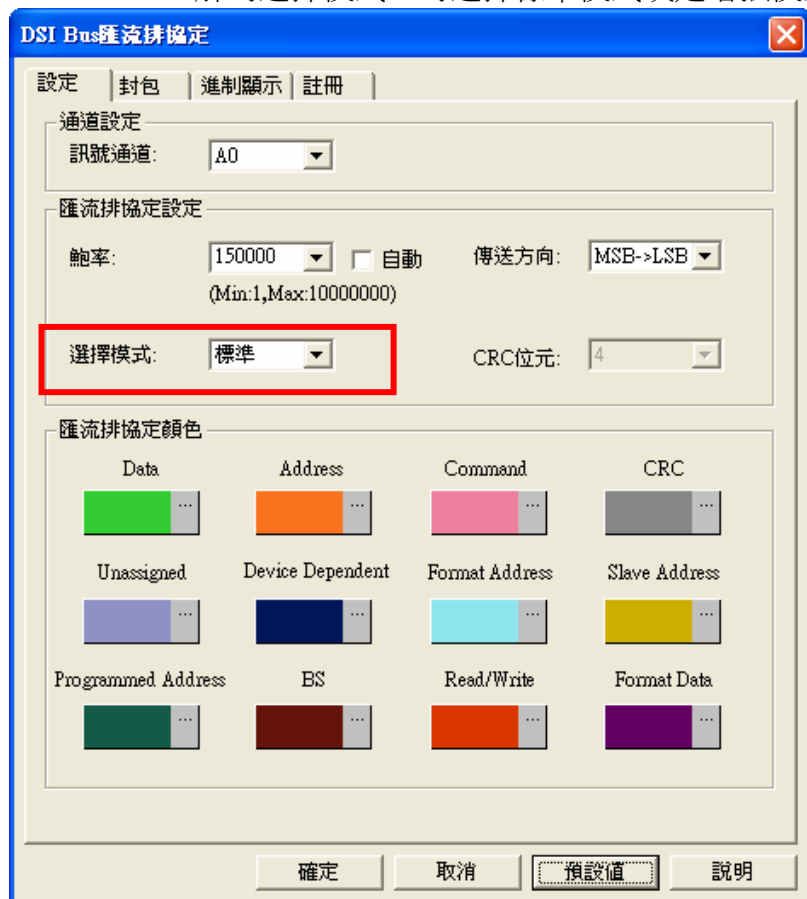 DSI Bus匯流排協定
設定 封包 進制顯示 註冊
通道設定
訊號通道: A0
匯流排協定設定
鮑率: 150000 自動 傳送方向: MSB->LSB
(Min:1,Max:10000000)
選擇模式: 標準 CRC位元: 4
匯流排協定顏色
Data Address Command CRC
... ... ... ...
Unassigned Device Dependent Format Address Slave Address
... ... ... ...
Programmed Address BS Read/Write Format Data
... ... ... ...
確定 取消 預設值 説明